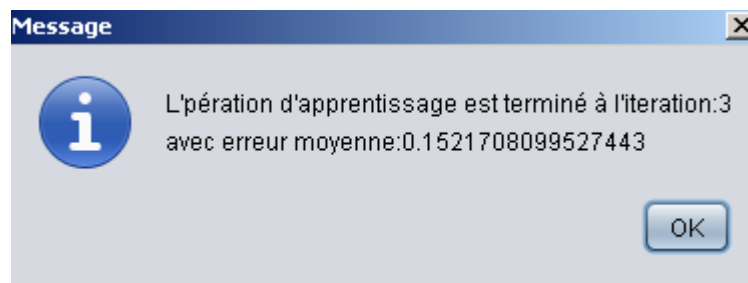 Message
L'pération d'apprentissage est terminé à l'iteration:3
avec erreur moyenne:0.1521708099527443
OK